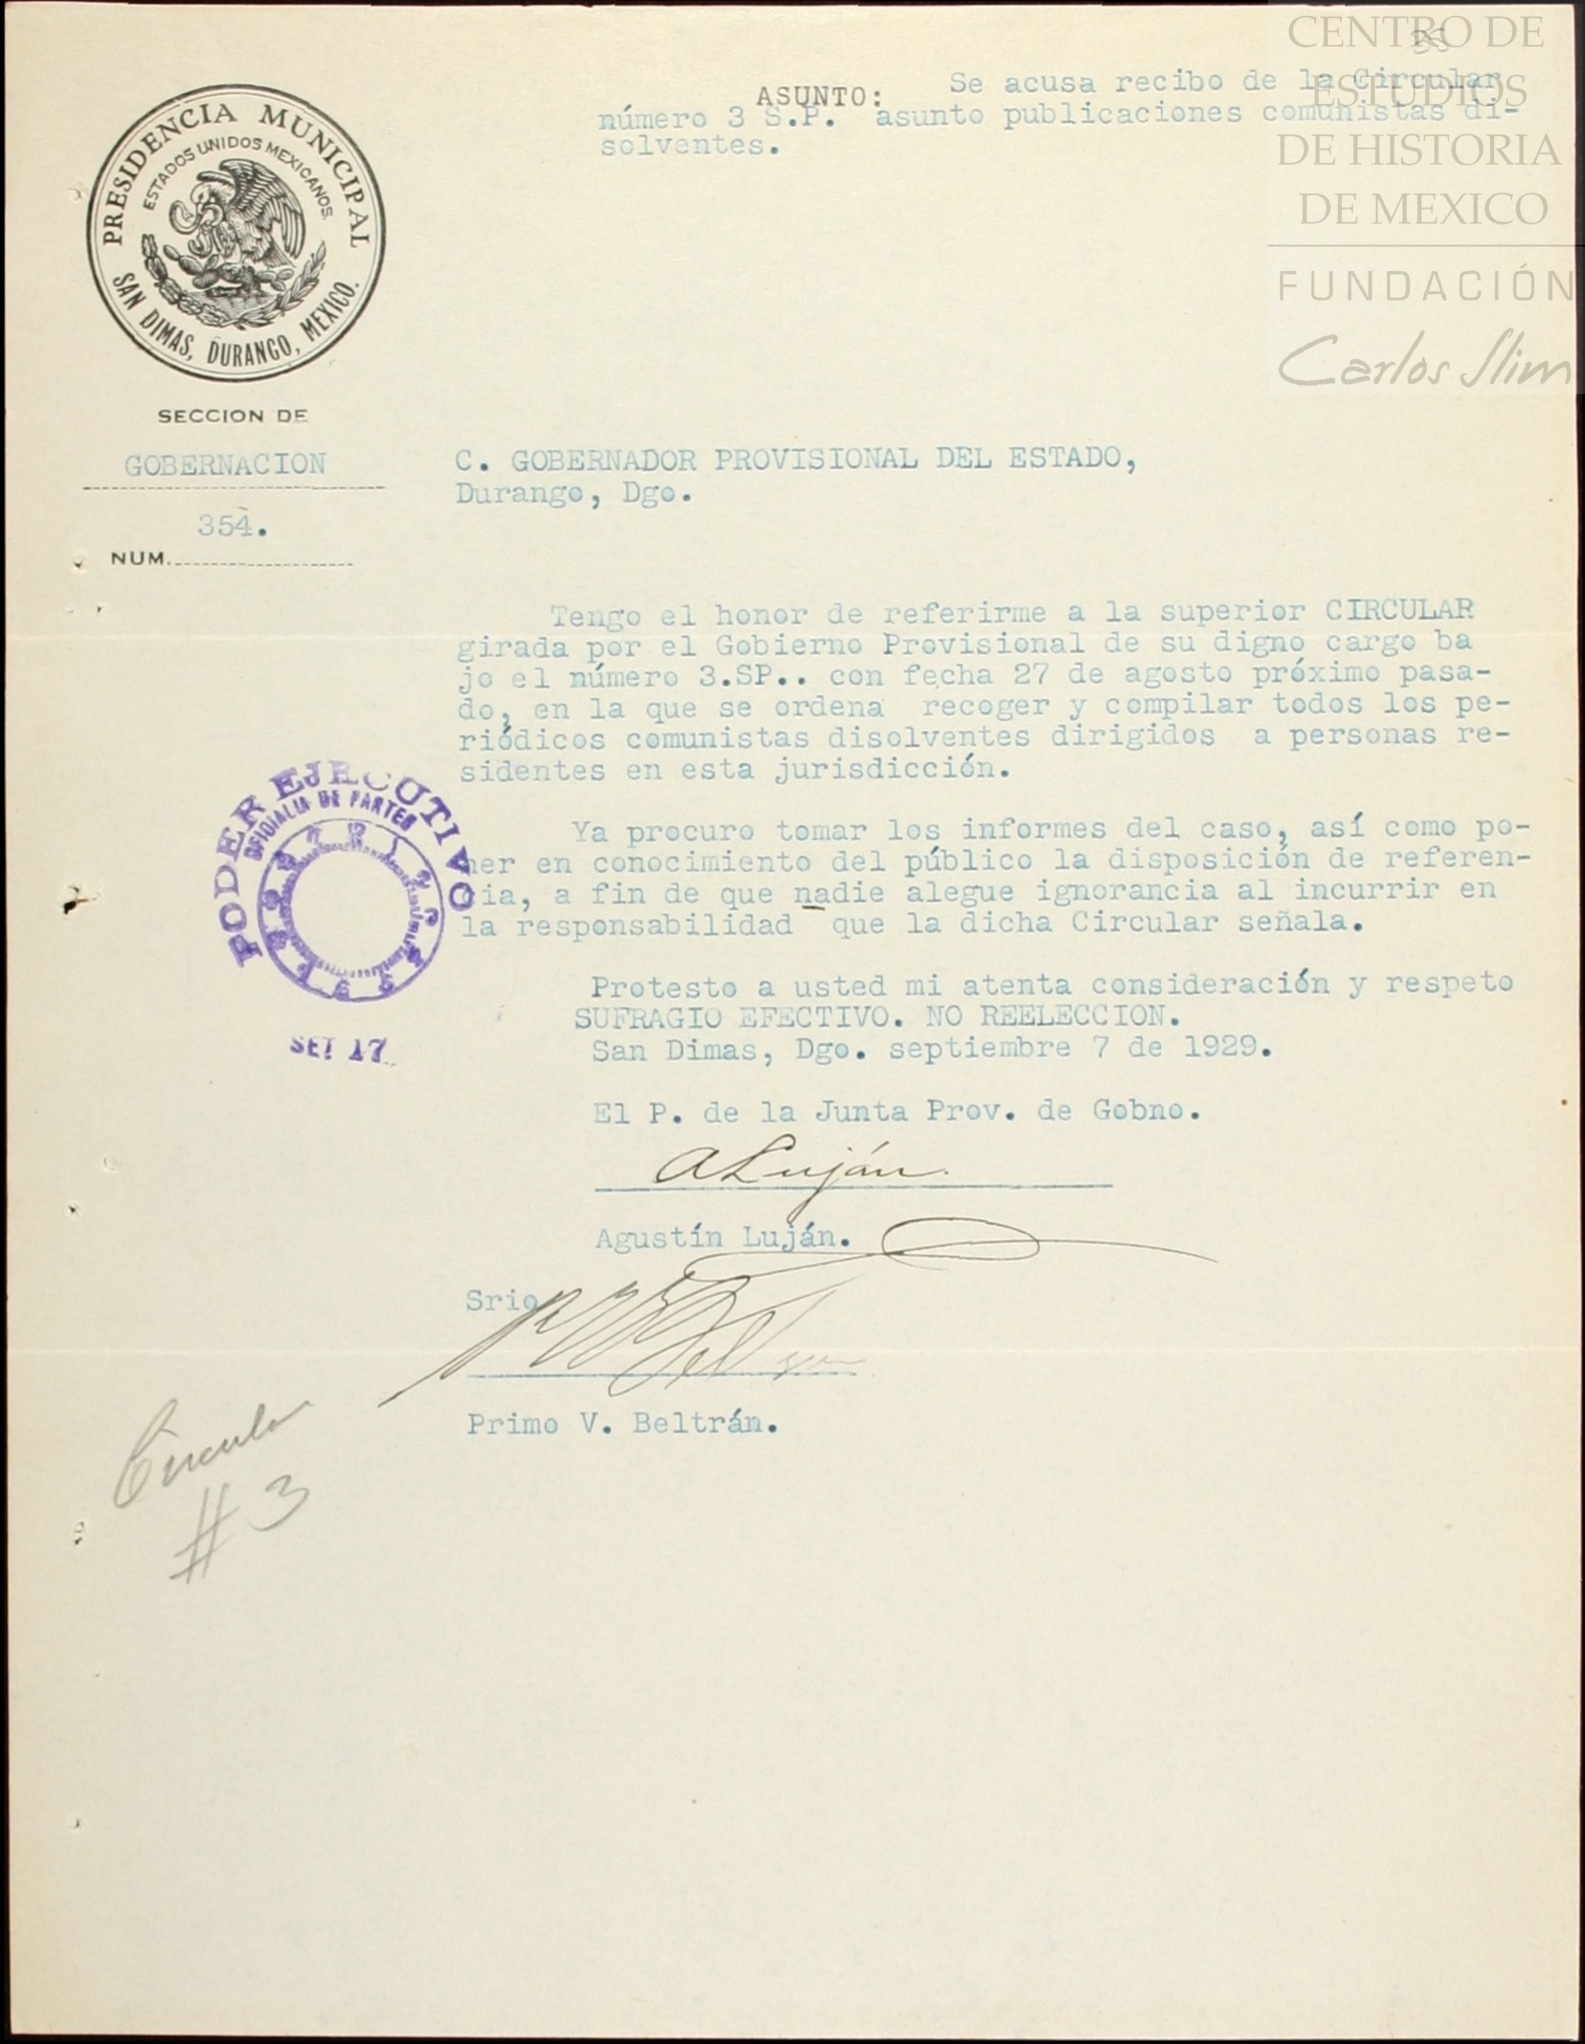 35
CENTRO DE
ESTUDIOS
DE HISTORIA
DE MEXICO
FUNDACIÓN
Carlos Slim
ASUNTO: Se acusa recibo de la Circular
número 3 S.P. asunto publicaciones comunistas di-
solventes.
PRESIDENCIA MUNICIPAL
ESTADOS UNIDOS MEXICANOS.
SAN DIMAS, DURANGO, MEXICO.
SECCION DE
GOBERNACION
354.
NUM.
C. GOBERNADOR PROVISIONAL DEL ESTADO,
Durango, Dgo.
Tengo el honor de referirme a la superior CIRCULAR
girada por el Gobierno Provisional de su digno cargo ba
jo el número 3.SP.. con fecha 27 de agosto próximo pasa-
do, en la que se ordena recoger y compilar todos los pe-
riódicos comunistas disolventes dirigidos a personas re-
sidentes en esta jurisdicción.
Ya procuro tomar los informes del caso, así como po-
ner en conocimiento del público la disposición de referen-
cia, a fin de que nadie alegue ignorancia al incurrir en
la responsabilidad que la dicha Circular señala.
PODER EJECUTIVO
OFICIALIA DE PARTES
SET 17
Protesto a usted mi atenta consideración y respeto
SUFRAGIO EFECTIVO. NO REELECCION.
San Dimas, Dgo. septiembre 7 de 1929.
El P. de la Junta Prov. de Gobno.
A Luján
Agustín Luján.
Srio
P V Beltran
Primo V. Beltrán.
Circular
#3